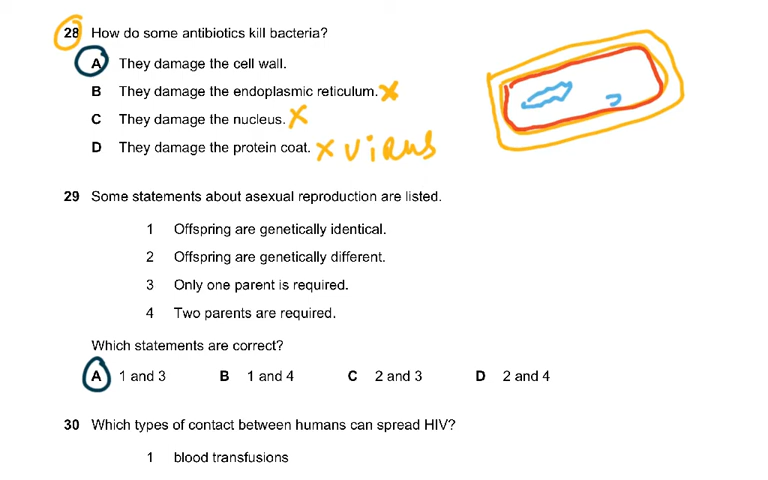 28 How do some antibiotics kill bacteria?
A They damage the cell wall.
B They damage the endoplasmic reticulum. x
C They damage the nucleus. x
D They damage the protein coat. x virus
29 Some statements about asexual reproduction are listed.
1 Offspring are genetically identical.
2 Offspring are genetically different.
3 Only one parent is required.
4 Two parents are required.
Which statements are correct?
A 1 and 3 B 1 and 4 C 2 and 3 D 2 and 4
30 Which types of contact between humans can spread HIV?
1 blood transfusions